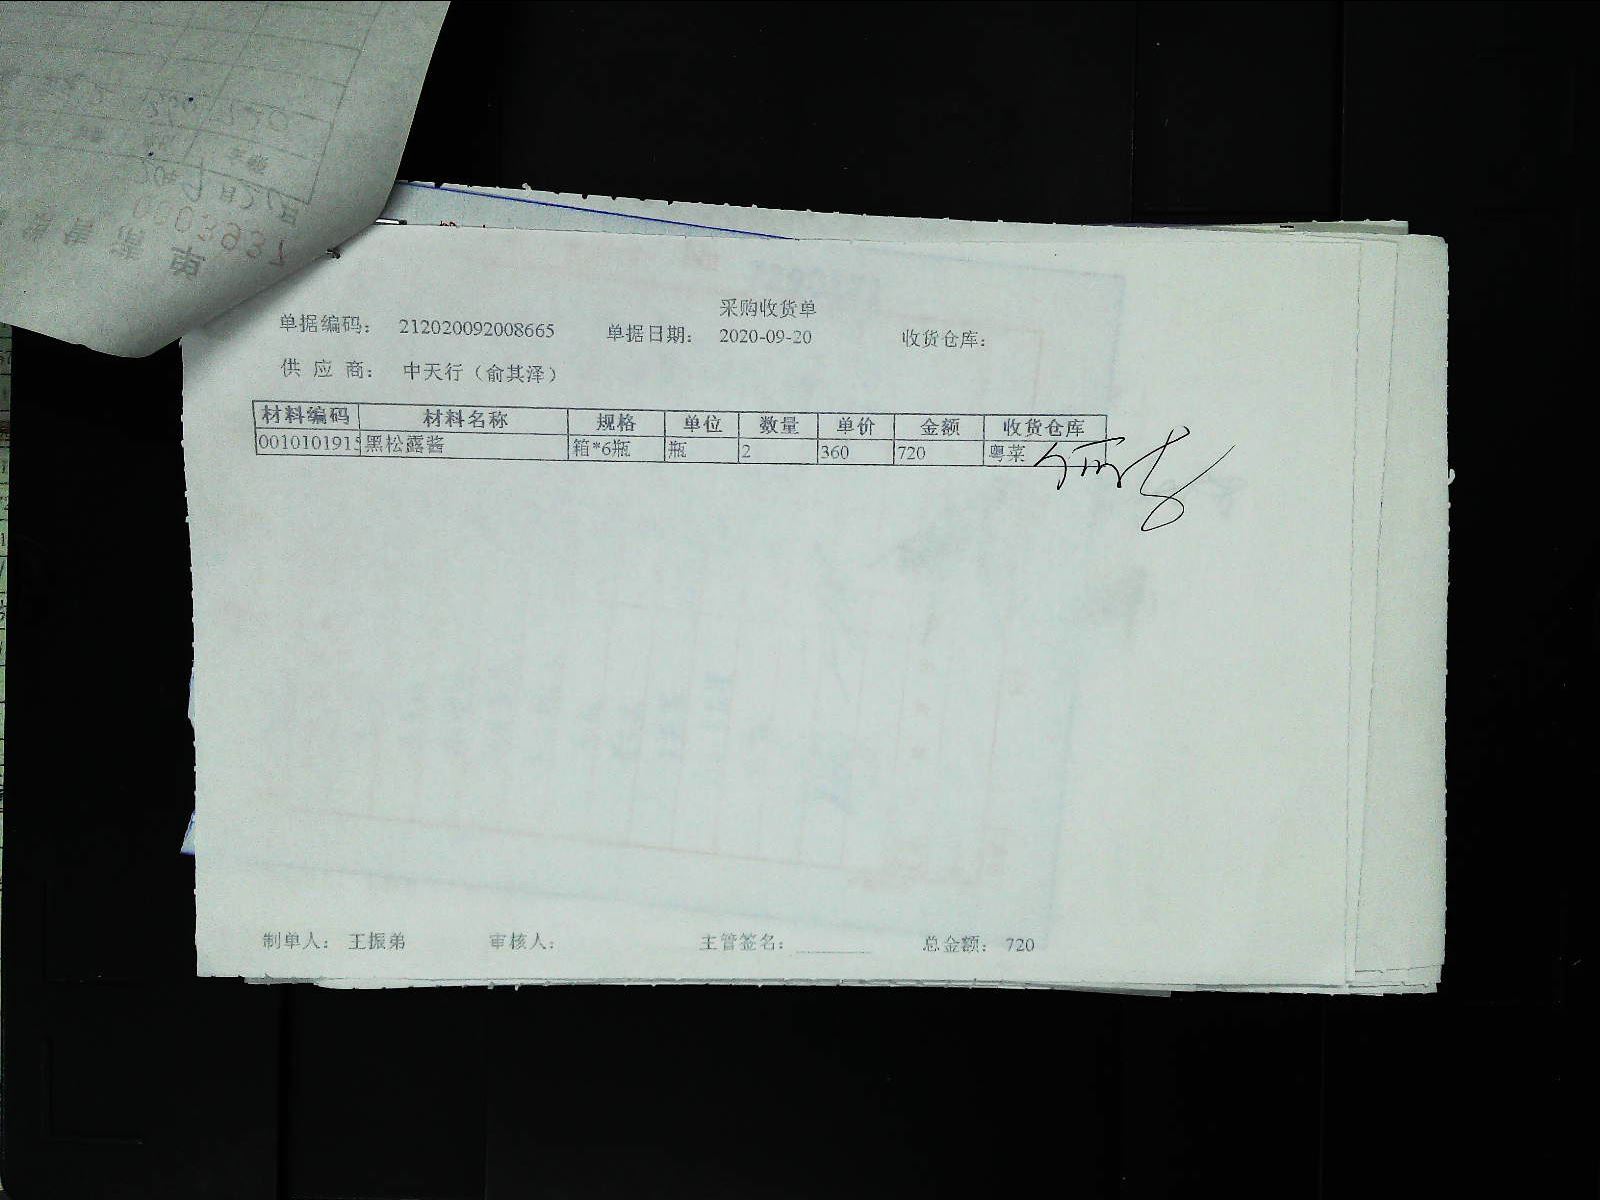 采购收货单
单据编码: 212020092008665 单据日期: 2020-09-20 收货仓库:
供 应 商: 中天行（俞其泽）
材料编码 材料名称 规格 单位 数量 单价 金额 收货仓库
0010101915 黑松露酱 箱*6瓶 瓶 2 360 720 粤菜
制单人: 王振弟 审核人: 主管签名: 总金额: 720
0003937